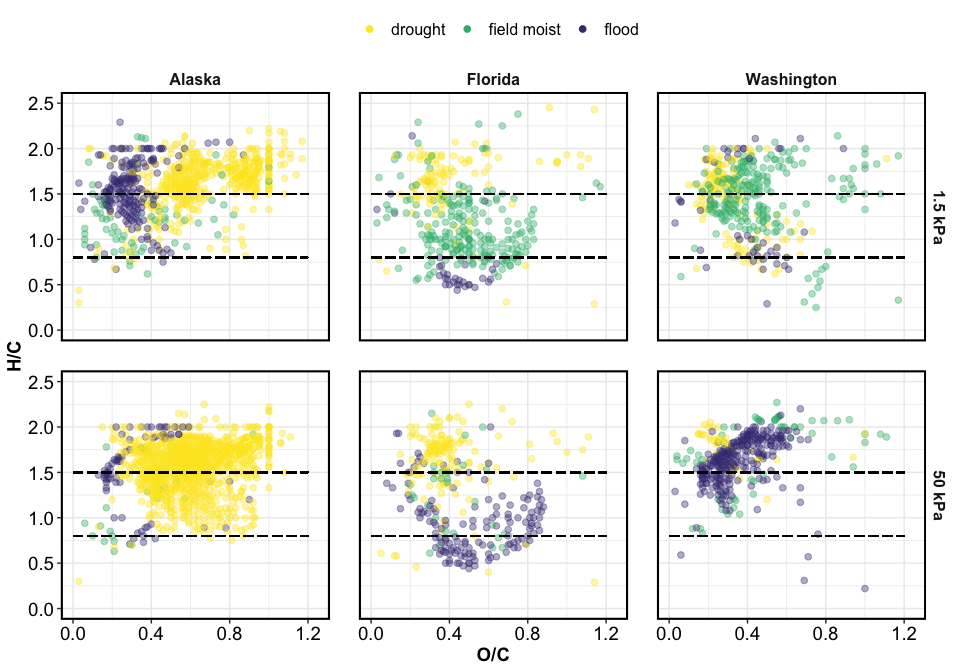 drought field moist flood
Alaska Florida Washington
2.5
2.0
1.5
1.0
0.5
0.0
1.5 kPa
H/C
2.5
2.0
1.5
1.0
0.5
0.0
50 kPa
0.0 0.4 0.8 1.2 0.0 0.4 0.8 1.2 0.0 0.4 0.8 1.2
O/C